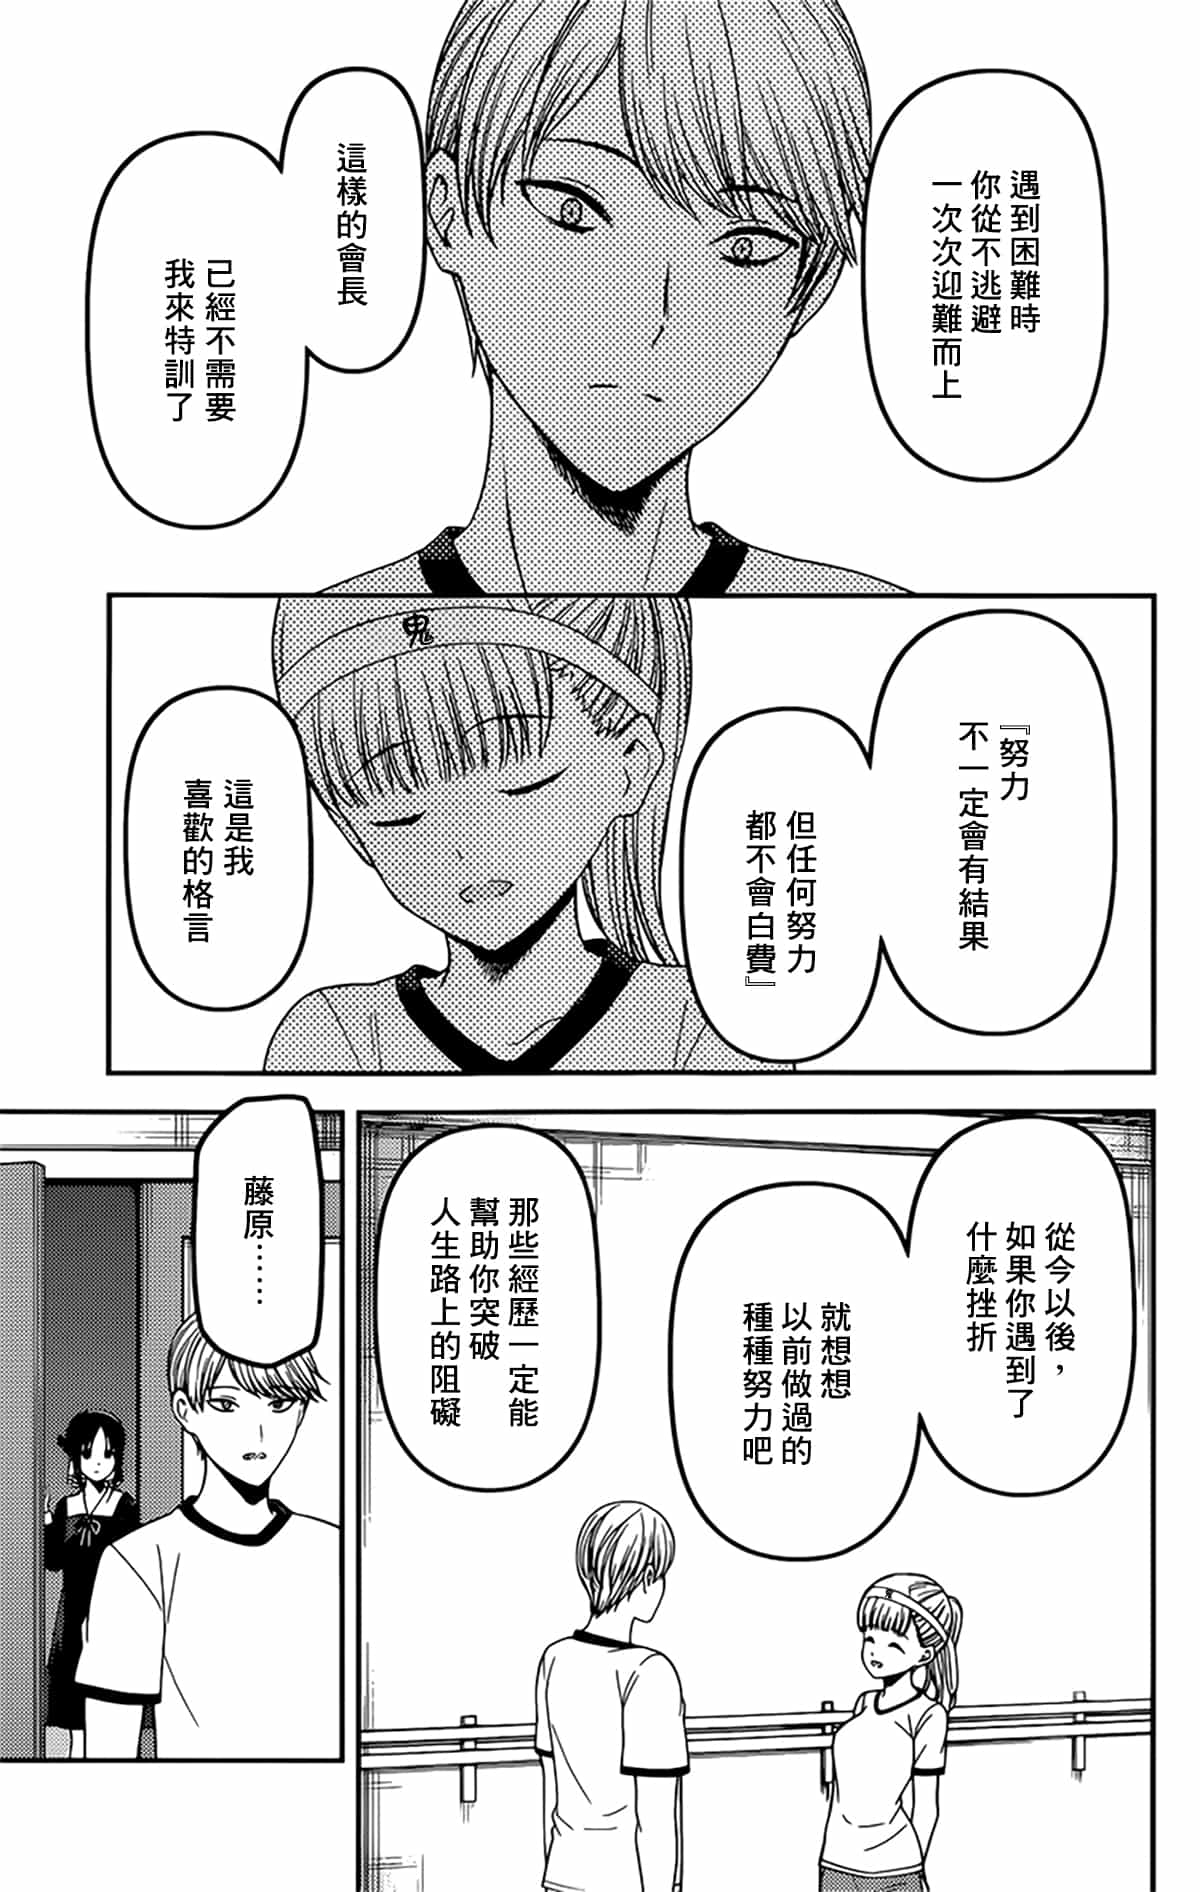 遇到困難時
你從不逃避
一次次迎難而上
這樣的會長
已經不需要
我來特訓了
『努力
不一定會有結果
但任何努力
都不會白費』
這是我
喜歡的格言
鬼
從今以後，
如果你遇到了
什麼挫折
就想想
以前做過的
種種努力吧
那些經歷一定能
幫助你突破
人生路上的阻礙
鬼
藤原……